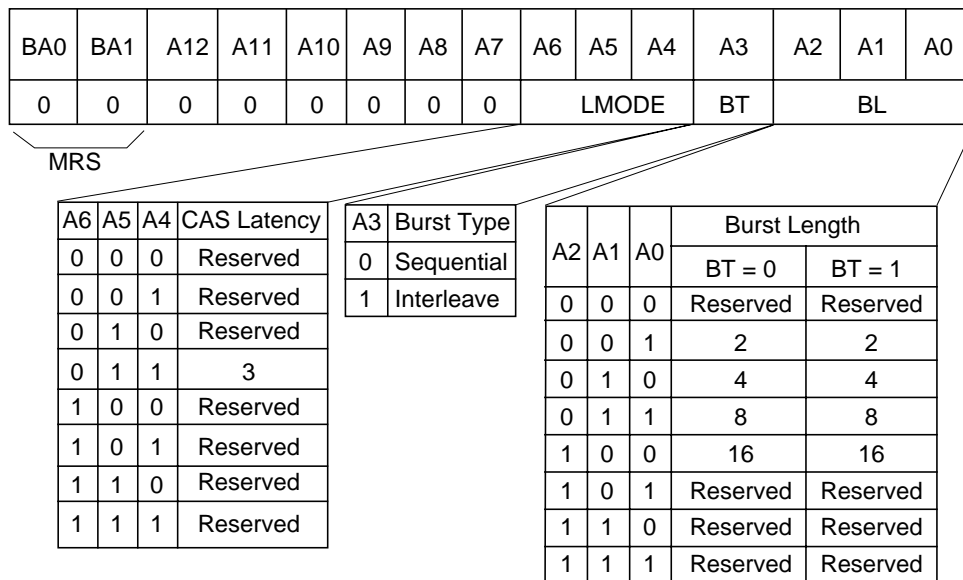 BA0 BA1 A12 A11 A10 A9 A8 A7 A6 A5 A4 A3 A2 A1 A0
0 0 0 0 0 0 0 0 LMODE BT BL
MRS
A6 A5 A4 CAS Latency
0 0 0 Reserved
0 0 1 Reserved
0 1 0 Reserved
0 1 1 3
1 0 0 Reserved
1 0 1 Reserved
1 1 0 Reserved
1 1 1 Reserved
A3 Burst Type
0 Sequential
1 Interleave
A2 A1 A0 Burst Length
BT = 0 BT = 1
0 0 0 Reserved Reserved
0 0 1 2 2
0 1 0 4 4
0 1 1 8 8
1 0 0 16 16
1 0 1 Reserved Reserved
1 1 0 Reserved Reserved
1 1 1 Reserved Reserved